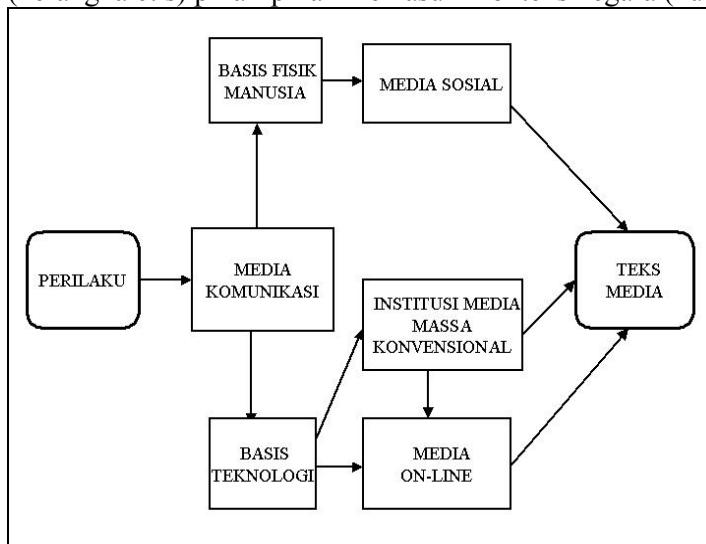 BASIS FISIK
MANUSIA
MEDIA SOSIAL
PERILAKU
MEDIA
KOMUNIKASI
TEKS
MEDIA
INSTITUSI MEDIA
MASSA
KONVENSIONAL
BASIS
TEKNOLOGI
MEDIA
ON-LINE